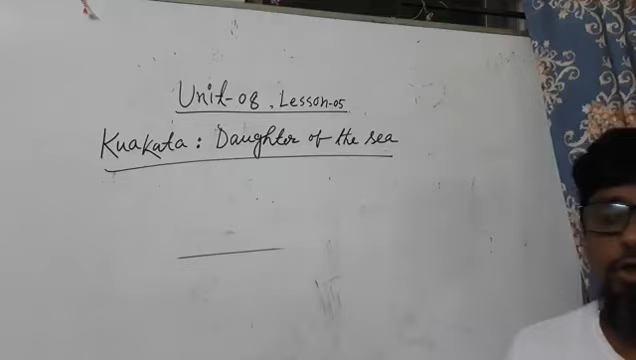 Unit-08, Lesson-05
Kuakata: Daughter of the sea